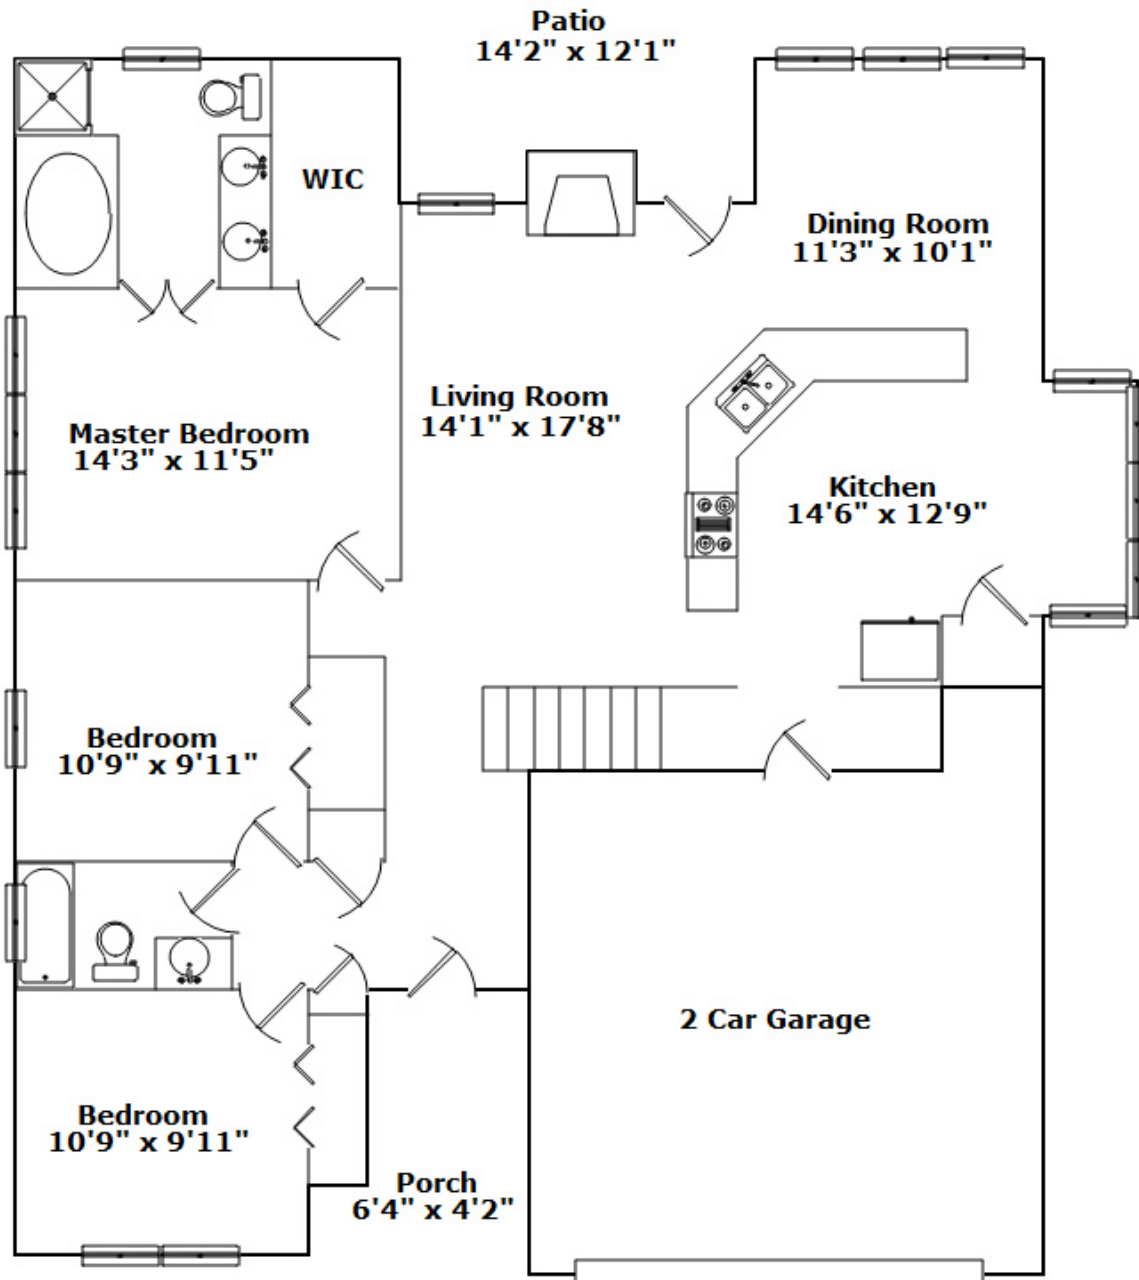 Patio
14'2" x 12'1"
WIC
Dining Room
11'3" x 10'1"
Living Room
14'1" x 17'8"
Master Bedroom
14'3" x 11'5"
Kitchen
14'6" x 12'9"
Bedroom
10'9" x 9'11"
2 Car Garage
Bedroom
10'9" x 9'11"
Porch
6'4" x 4'2"